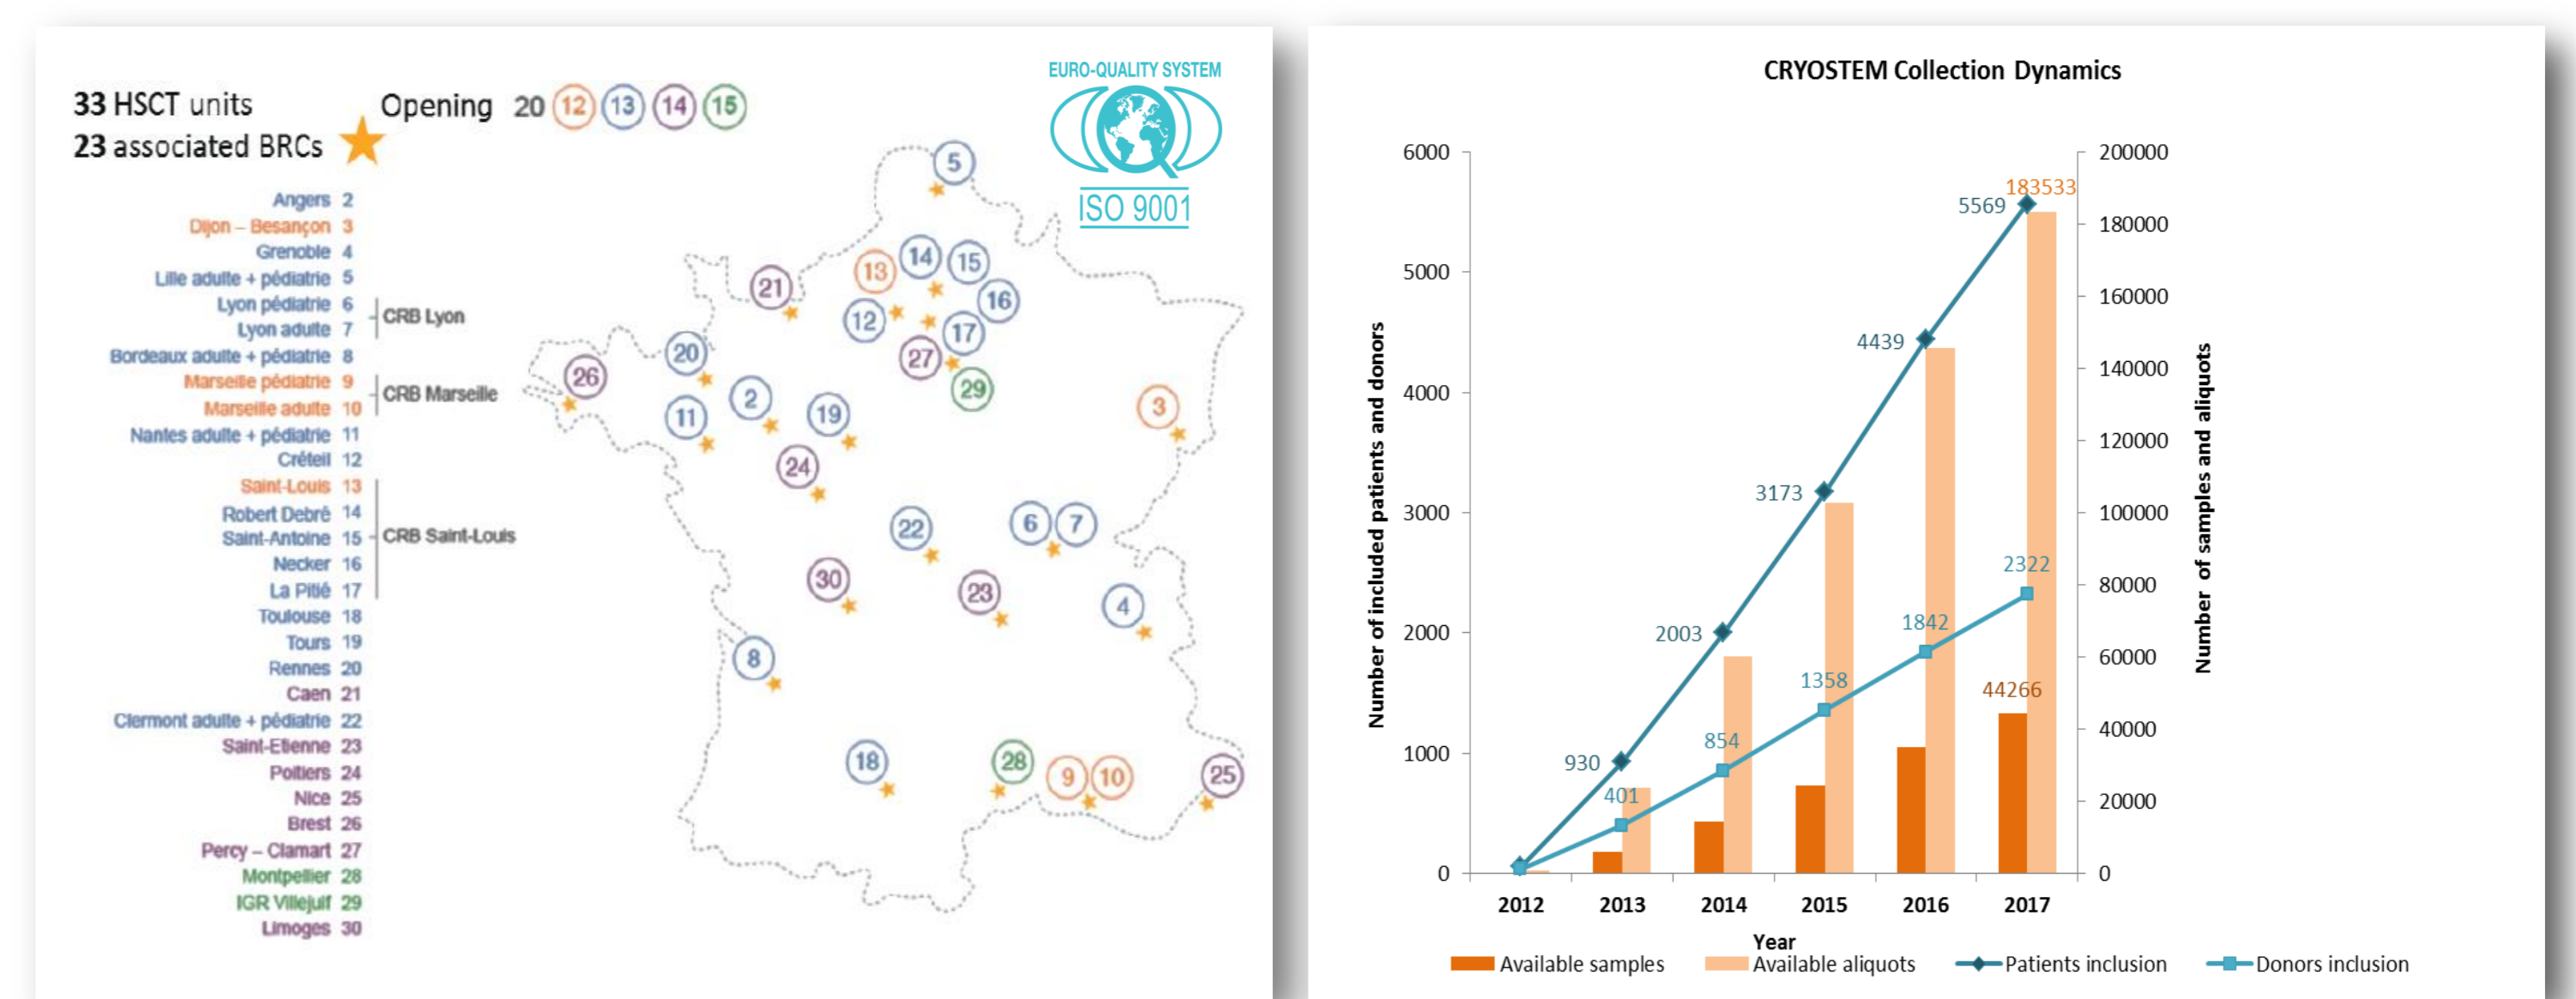 33 HSCT units
23 associated BRCs
Opening 20 12 13 14 15
EURO-QUALITY SYSTEM
ISO 9001
Angers 2
Dijon – Besançon 3
Grenoble 4
Lille adulte + pédiatrie 5
Lyon pédiatrie 6
Lyon adulte 7
CRB Lyon
Bordeaux adulte + pédiatrie 8
Marseille pédiatrie 9
Marseille adulte 10
CRB Marseille
Nantes adulte + pédiatrie 11
Créteil 12
Saint-Louis 13
Robert Debré 14
Saint-Antoine 15
Necker 16
La Pitié 17
CRB Saint-Louis
Toulouse 18
Tours 19
Rennes 20
Caen 21
Clermont adulte + pédiatrie 22
Saint-Etienne 23
Poitiers 24
Nice 25
Brest 26
Percy – Clamart 27
Montpellier 28
IGR Villejuif 29
Limoges 30
5
14
15
13
21
16
12
17
20
27
26
29
2
3
11
19
24
22
6
7
30
23
4
8
18
28
9
10
25
CRYOSTEM Collection Dynamics
Number of included patients and donors
6000
5000
4000
3000
2000
1000
0
200000
180000
160000
140000
120000
100000
80000
60000
40000
20000
0
Number of samples and aliquots
183533
5569
4439
3173
2003
930
2322
1842
1358
854
401
44266
2012 2013 2014 2015 2016 2017
Year
Available samples Available aliquots Patients inclusion Donors inclusion